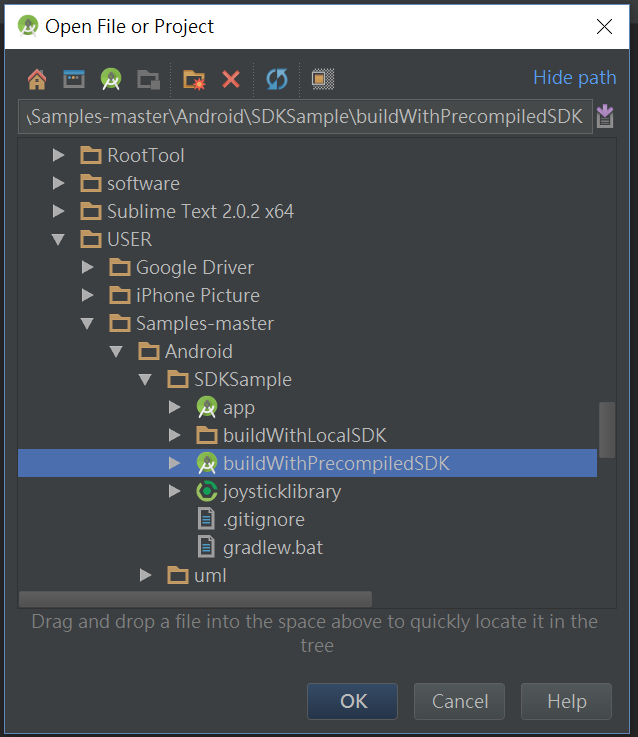 Open File or Project
Hide path
\Samples-master\Android\SDKSample\buildWithPrecompiledSDK
RootTool
software
Sublime Text 2.0.2 x64
USER
Google Driver
iPhone Picture
Samples-master
Android
SDKSample
app
buildWithLocalSDK
buildWithPrecompiledSDK
joysticklibrary
.gitignore
gradlew.bat
uml
Drag and drop a file into the space above to quickly locate it in the
tree
OK Cancel Help